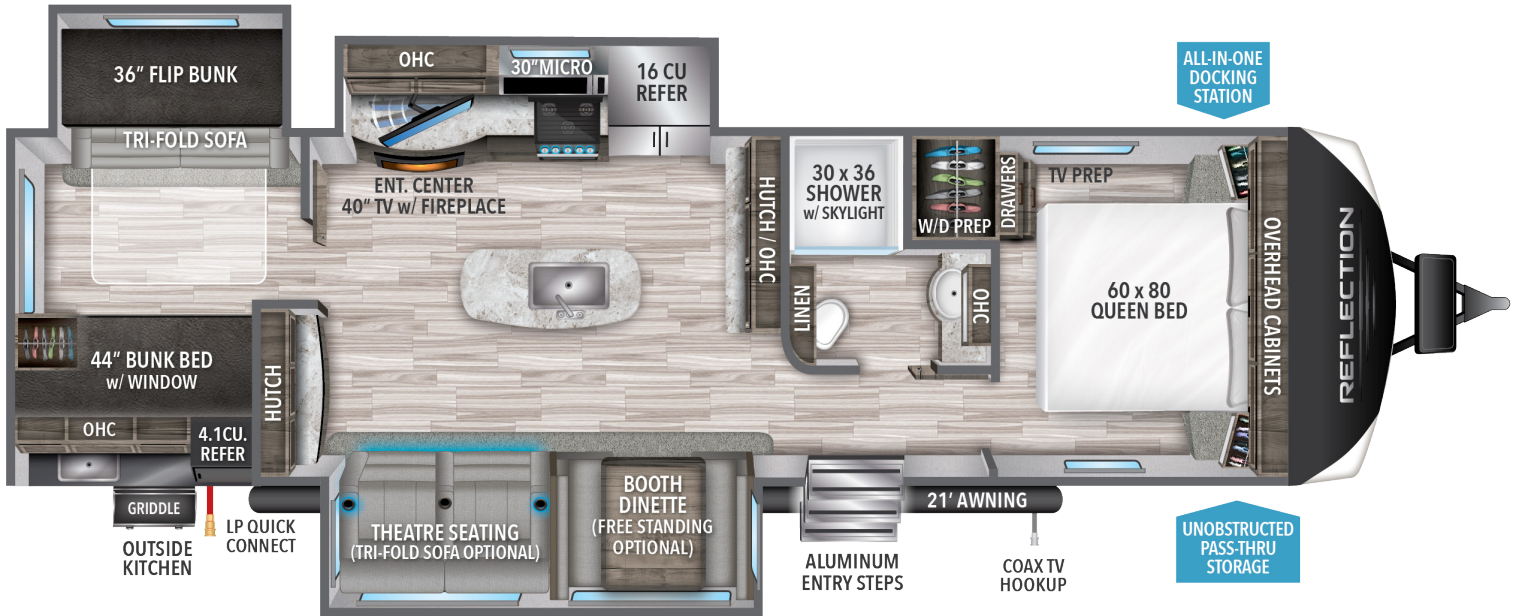 36" FLIP BUNK
TRI-FOLD SOFA
OHC
30"MICRO
16 CU
REFER
ENT. CENTER
40" TV w/ FIREPLACE
HUTCH / OHC
30 x 36
SHOWER
w/ SKYLIGHT
W/D PREP
DRAWERS
TV PREP
ALL-IN-ONE
DOCKING
STATION
LINEN
OHC
60 x 80
QUEEN BED
OVERHEAD CABINETS
REFLECTION
44" BUNK BED
w/ WINDOW
OHC
4.1CU.
REFER
HUTCH
GRIDDLE
OUTSIDE
KITCHEN
LP QUICK
CONNECT
THEATRE SEATING
(TRI-FOLD SOFA OPTIONAL)
BOOTH
DINETTE
(FREE STANDING
OPTIONAL)
21' AWNING
ALUMINUM
ENTRY STEPS
COAX TV
HOOKUP
UNOBSTRUCTED
PASS-THRU
STORAGE